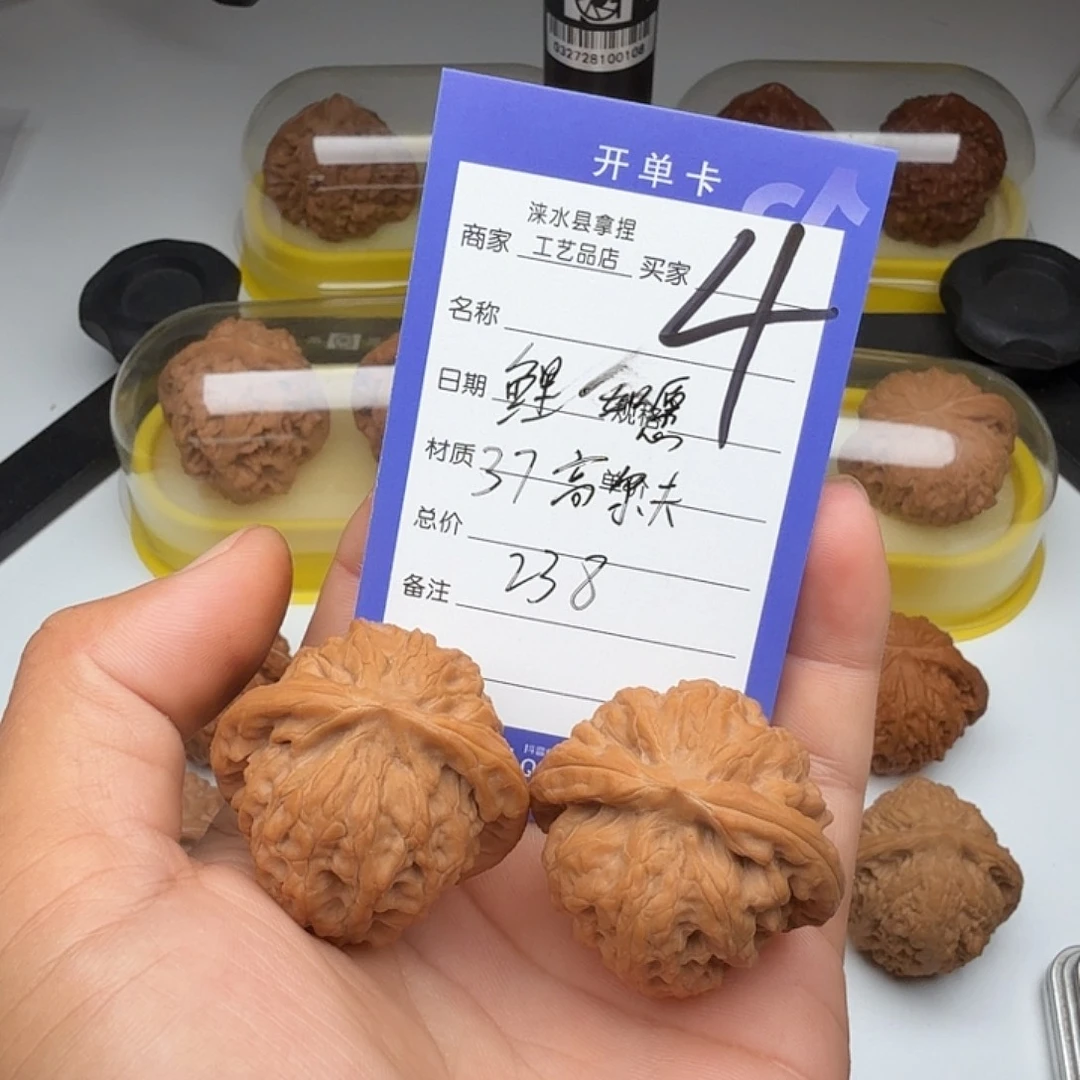 032728100108
开单卡
涞水县拿捏
商家 工艺品店 买家 4
名称
日期 鲤
材质 37 高
总价
238
备注